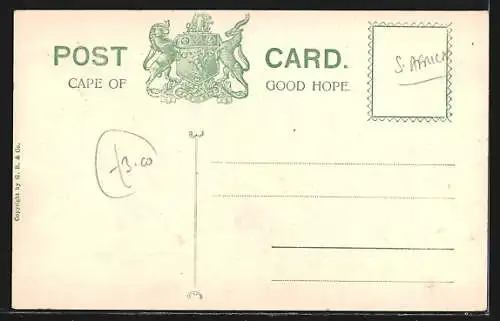 POST CARD.
CAPE OF GOOD HOPE.
S. AFRICA
£3.00
Copyright by G. B. & Co.